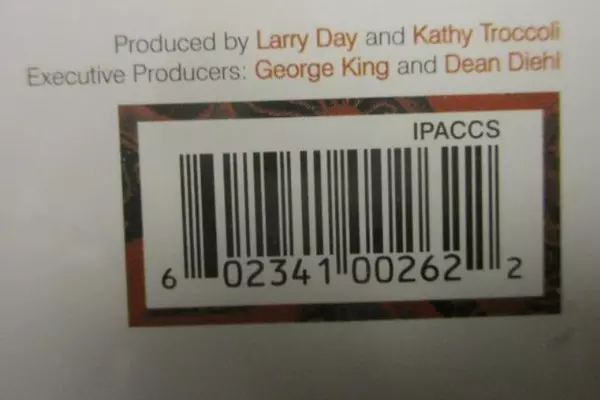 Produced by Larry Day and Kathy Troccoli
Executive Producers: George King and Dean Diehl
IPACCS
6 02341 00262 2